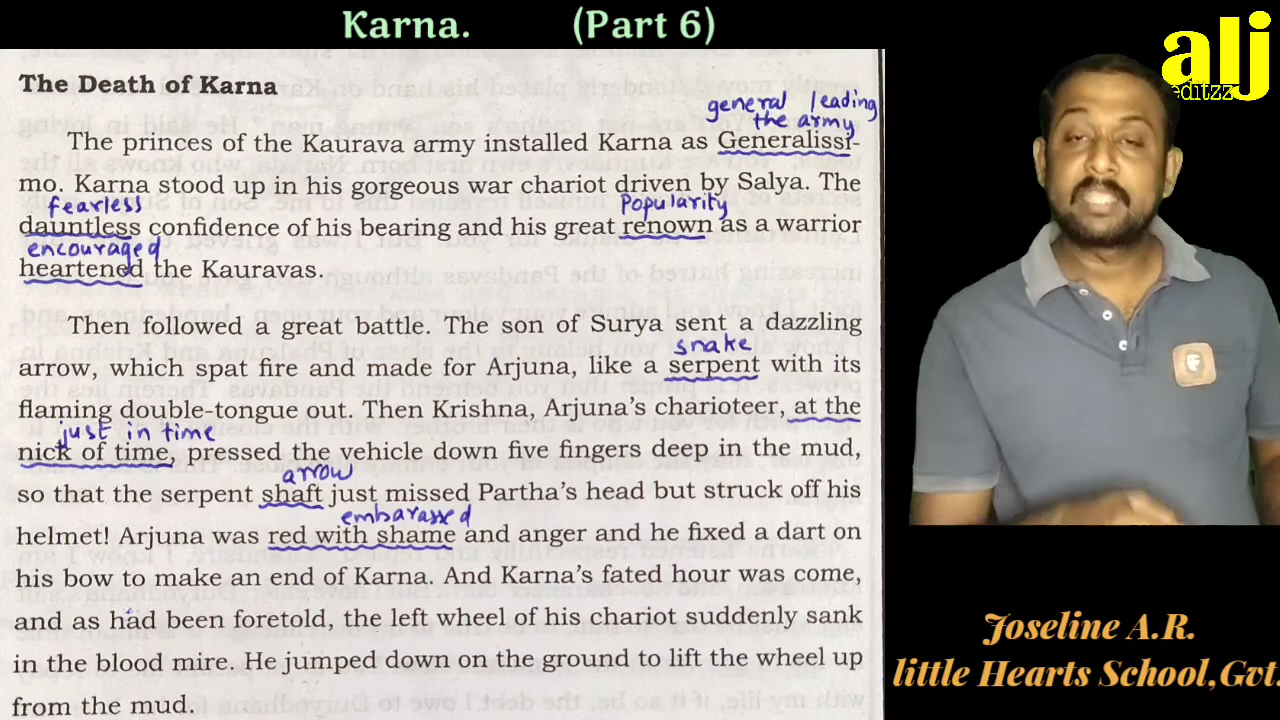 Karna. (Part 6)
alj
editzz
The Death of Karna
general leading
the army
The princes of the Kaurava army installed Karna as Generalissi-
mo. Karna stood up in his gorgeous war chariot driven by Salya. The
fearless Popularity
dauntless confidence of his bearing and his great renown as a warrior
encouraged
heartened the Kauravas.
Then followed a great battle. The son of Surya sent a dazzling
snake
arrow, which spat fire and made for Arjuna, like a serpent with its
flaming double-tongue out. Then Krishna, Arjuna's charioteer, at the
just in time
nick of time, pressed the vehicle down five fingers deep in the mud,
arrow
so that the serpent shaft just missed Partha's head but struck off his
embarassed
helmet! Arjuna was red with shame and anger and he fixed a dart on
his bow to make an end of Karna. And Karna's fated hour was come,
and as had been foretold, the left wheel of his chariot suddenly sank
in the blood mire. He jumped down on the ground to lift the wheel up
from the mud.
Joseline A.R.
little Hearts School,Gvt.